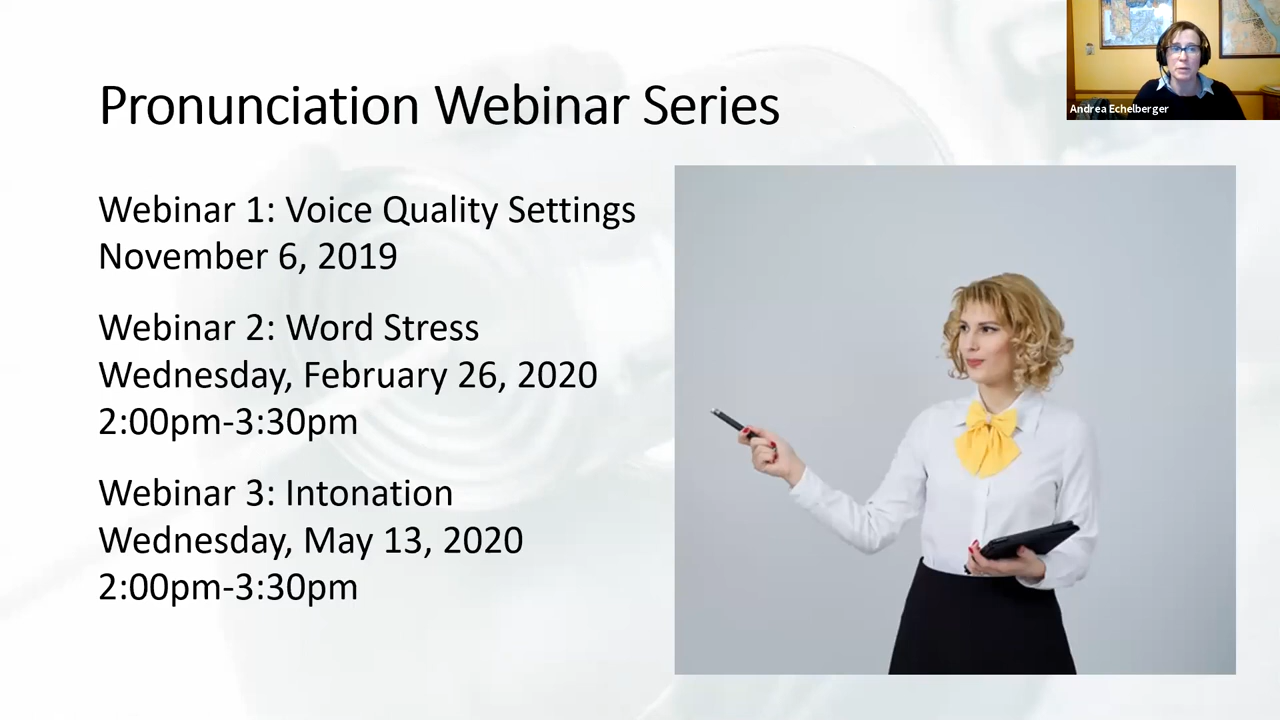 Pronunciation Webinar Series
Andrea Echelberger
Webinar 1: Voice Quality Settings
November 6, 2019
Webinar 2: Word Stress
Wednesday, February 26, 2020
2:00pm-3:30pm
Webinar 3: Intonation
Wednesday, May 13, 2020
2:00pm-3:30pm